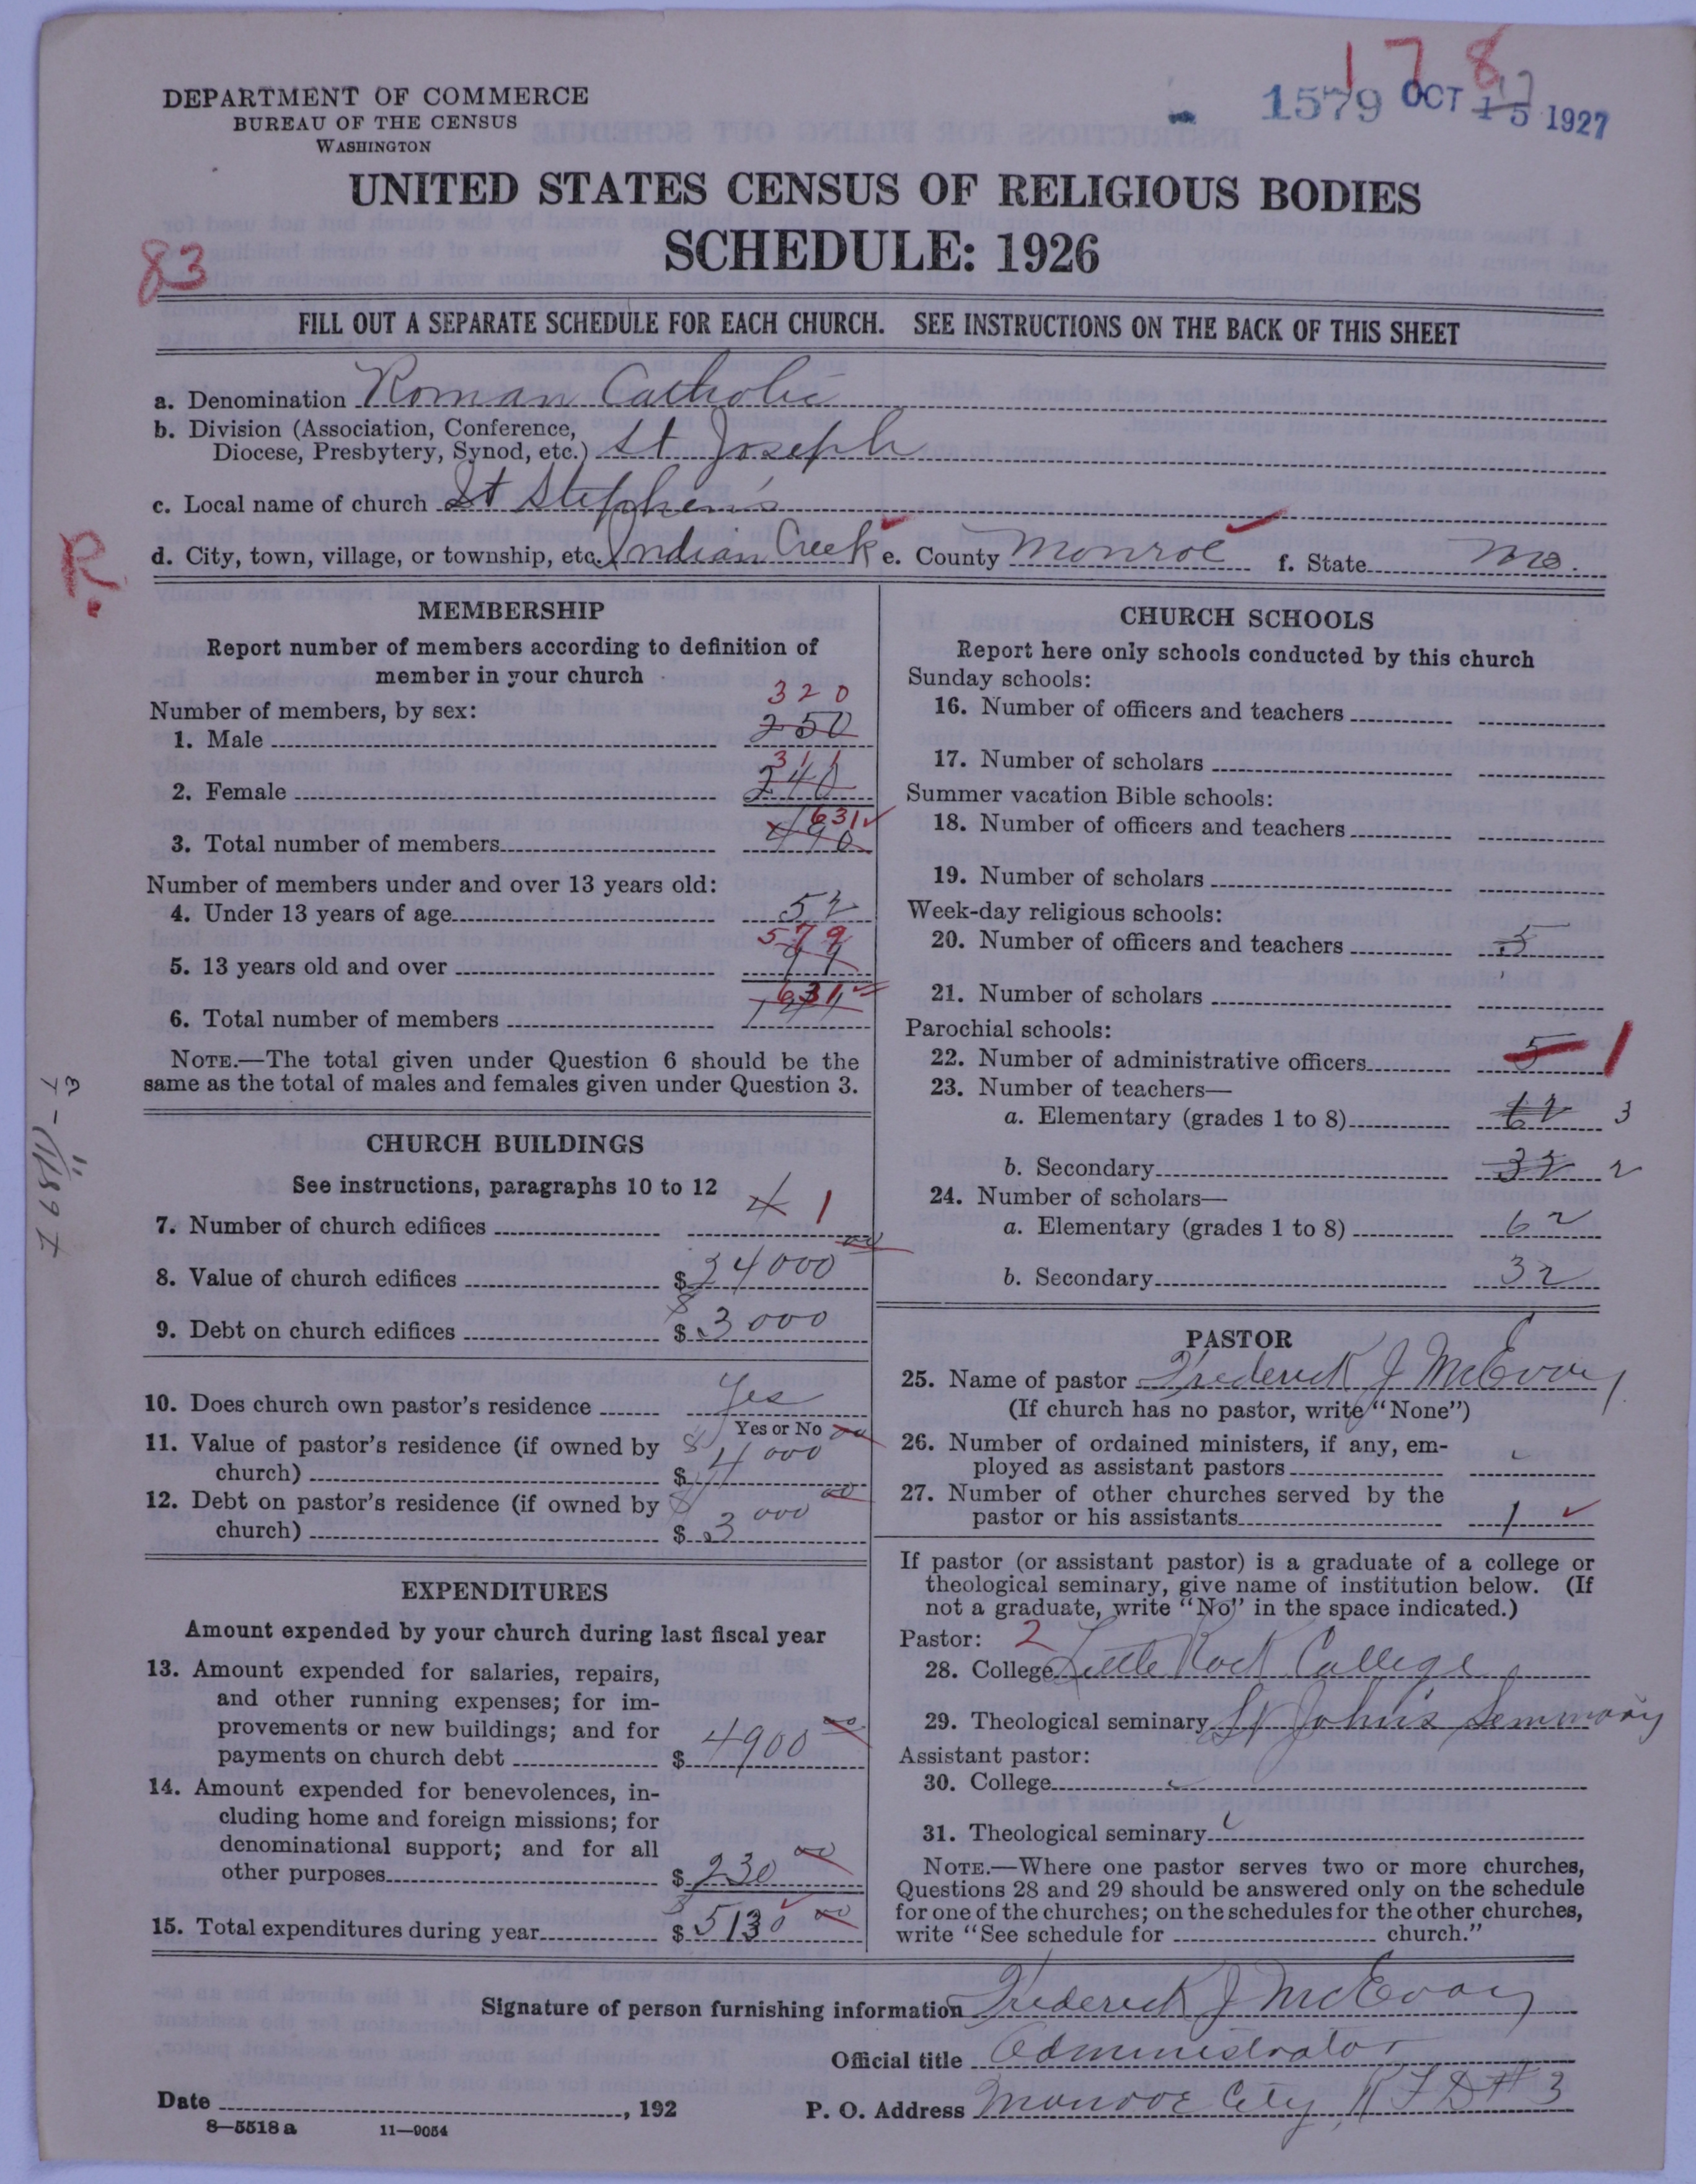 178
1579 OCT 15 17 1927
DEPARTMENT OF COMMERCE
BUREAU OF THE CENSUS
WASHINGTON
UNITED STATES CENSUS OF RELIGIOUS BODIES
SCHEDULE: 1926
83
FILL OUT A SEPARATE SCHEDULE FOR EACH CHURCH. SEE INSTRUCTIONS ON THE BACK OF THIS SHEET
a. Denomination Roman Catholic
b. Division (Association, Conference,
Diocese, Presbytery, Synod, etc.) St Joseph
c. Local name of church St Stephen's
R.
d. City, town, village, or township, etc. Indian Creek e. County Monroe f. State Mo.
MEMBERSHIP
Report number of members according to definition of
member in your church
Number of members, by sex:
320
1. Male 250
311
2. Female 240
631
3. Total number of members 490
Number of members under and over 13 years old:
4. Under 13 years of age 52
579
5. 13 years old and over
631
6. Total number of members
NOTE.—The total given under Question 6 should be the
same as the total of males and females given under Question 3.
CHURCH BUILDINGS
See instructions, paragraphs 10 to 12
7. Number of church edifices 4 1
8. Value of church edifices $ 24000 00
9. Debt on church edifices $ 3000
10. Does church own pastor's residence Yes
Yes or No
11. Value of pastor's residence (if owned by
church) $ 4000 00
12. Debt on pastor's residence (if owned by
church) $ 3000 00
EXPENDITURES
Amount expended by your church during last fiscal year
13. Amount expended for salaries, repairs,
and other running expenses; for im-
provements or new buildings; and for
payments on church debt $ 4900 00
14. Amount expended for benevolences, in-
cluding home and foreign missions; for
denominational support; and for all
other purposes $ 230 00
15. Total expenditures during year $ 5130 00
CHURCH SCHOOLS
Report here only schools conducted by this church
Sunday schools:
16. Number of officers and teachers
17. Number of scholars
Summer vacation Bible schools:
18. Number of officers and teachers
19. Number of scholars
Week-day religious schools:
20. Number of officers and teachers 5
21. Number of scholars
Parochial schools:
22. Number of administrative officers 5 1
23. Number of teachers—
a. Elementary (grades 1 to 8) 62 3
b. Secondary 32 2
24. Number of scholars—
a. Elementary (grades 1 to 8) 62
b. Secondary 32
PASTOR
25. Name of pastor Frederick J McEvoy
(If church has no pastor, write "None")
26. Number of ordained ministers, if any, em-
ployed as assistant pastors
27. Number of other churches served by the
pastor or his assistants 1
If pastor (or assistant pastor) is a graduate of a college or
theological seminary, give name of institution below. (If
not a graduate, write "No" in the space indicated.)
Pastor: 2
28. College Little Rock College
29. Theological seminary St John's Seminary
Assistant pastor:
30. College
31. Theological seminary
NOTE.—Where one pastor serves two or more churches,
Questions 28 and 29 should be answered only on the schedule
for one of the churches; on the schedules for the other churches,
write "See schedule for church."
Signature of person furnishing information Frederick J McEvoy
Official title Administrator
Date , 192 P. O. Address Monroe City, R F D # 3
8—5518 a 11—9054